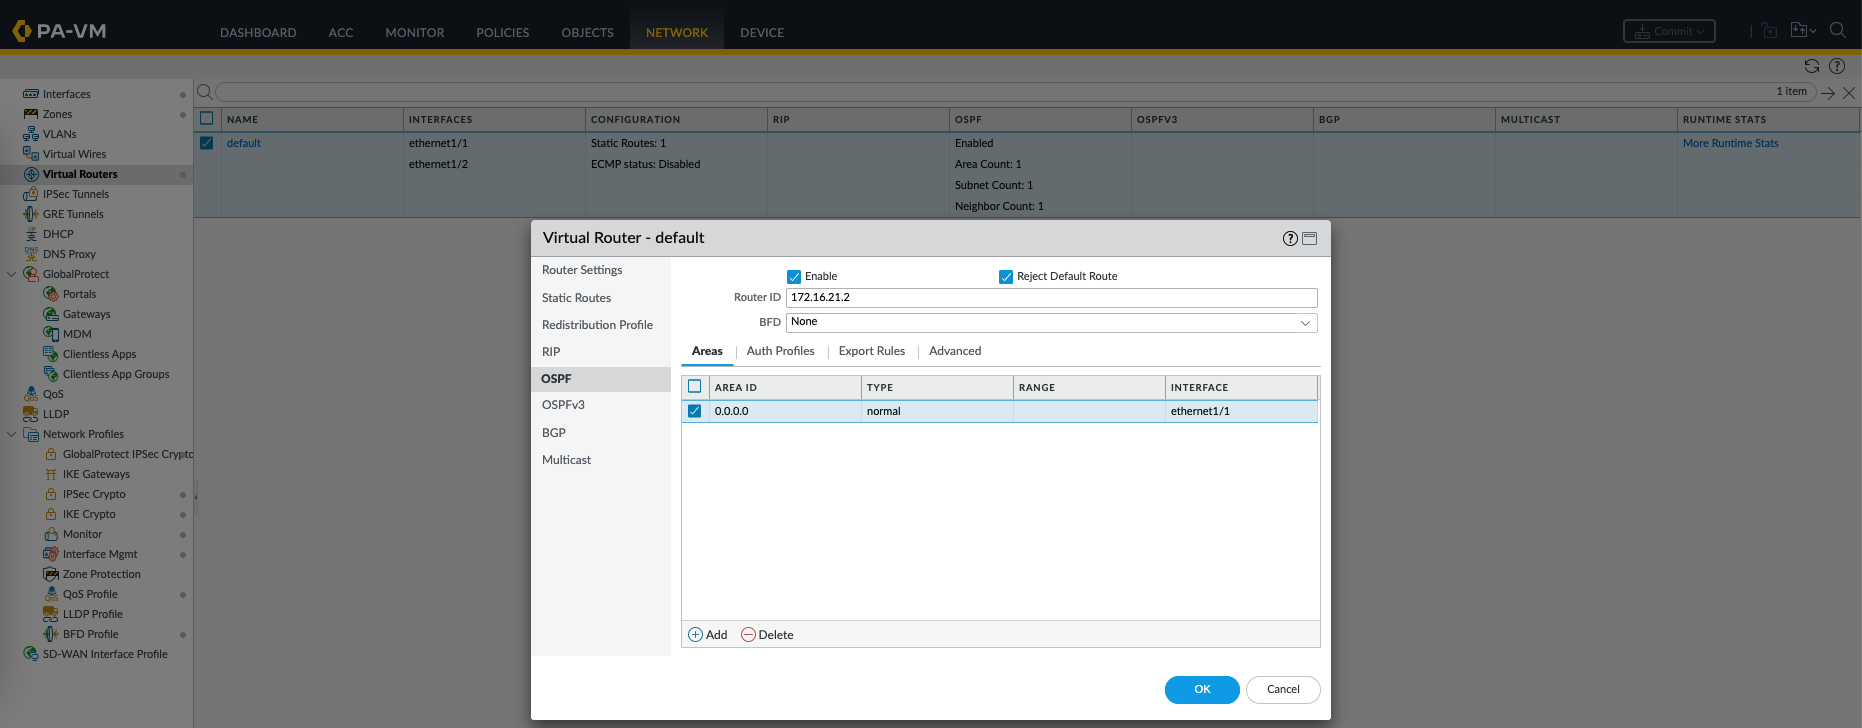 PA-VM
DASHBOARD ACC MONITOR POLICIES OBJECTS NETWORK DEVICE
Commit
1 item
Interfaces
Zones
VLANs
Virtual Wires
Virtual Routers
IPSec Tunnels
GRE Tunnels
DHCP
DNS Proxy
GlobalProtect
Portals
Gateways
MDM
Clientless Apps
Clientless App Groups
QoS
LLDP
Network Profiles
GlobalProtect IPSec Crypto
IKE Gateways
IPSec Crypto
IKE Crypto
Monitor
Interface Mgmt
Zone Protection
QoS Profile
LLDP Profile
BFD Profile
SD-WAN Interface Profile
NAME INTERFACES CONFIGURATION RIP OSPF OSPFV3 BGP MULTICAST RUNTIME STATS
default ethernet1/1 Static Routes: 1 Enabled More Runtime Stats
ethernet1/2 ECMP status: Disabled Area Count: 1
Subnet Count: 1
Neighbor Count: 1
Virtual Router - default
Router Settings
Static Routes
Redistribution Profile
RIP
OSPF
OSPFv3
BGP
Multicast
Enable Reject Default Route
Router ID 172.16.21.2
BFD None
Areas Auth Profiles Export Rules Advanced
AREA ID TYPE RANGE INTERFACE
0.0.0.0 normal ethernet1/1
Add Delete
OK Cancel